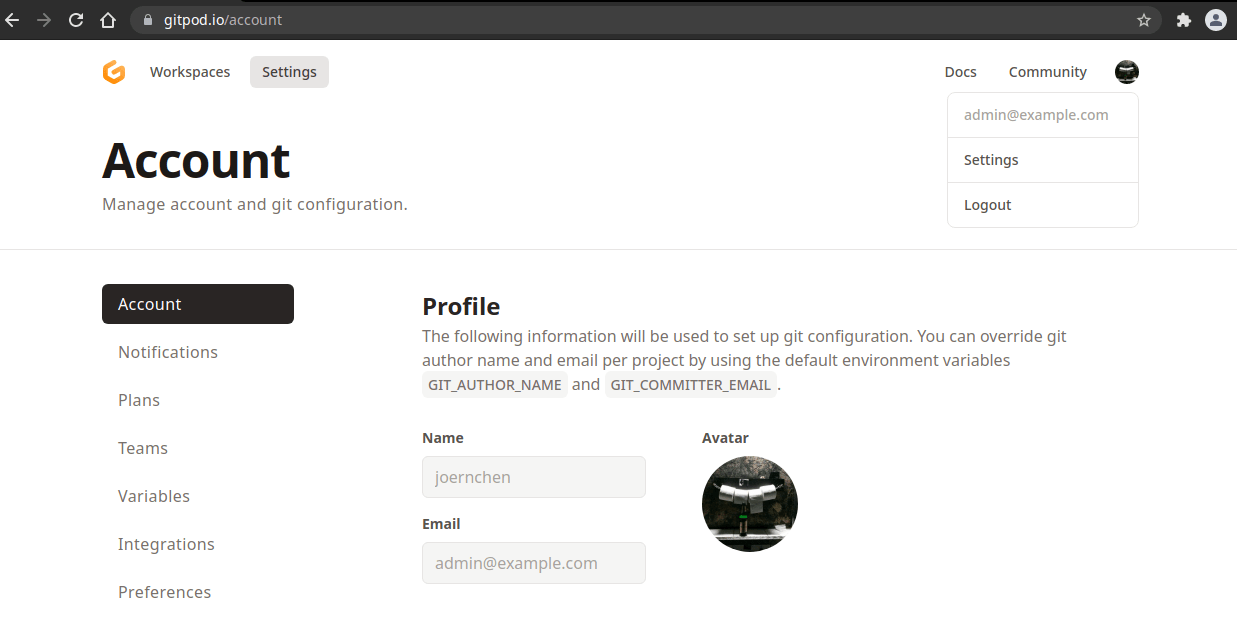 gitpod.io/account
Workspaces
Settings
Docs
Community
admin@example.com
Settings
Logout
Account
Manage account and git configuration.
Account
Notifications
Plans
Teams
Variables
Integrations
Preferences
Profile
The following information will be used to set up git configuration. You can override git
author name and email per project by using the default environment variables
GIT_AUTHOR_NAME and GIT_COMMITTER_EMAIL .
Name
joernchen
Email
admin@example.com
Avatar